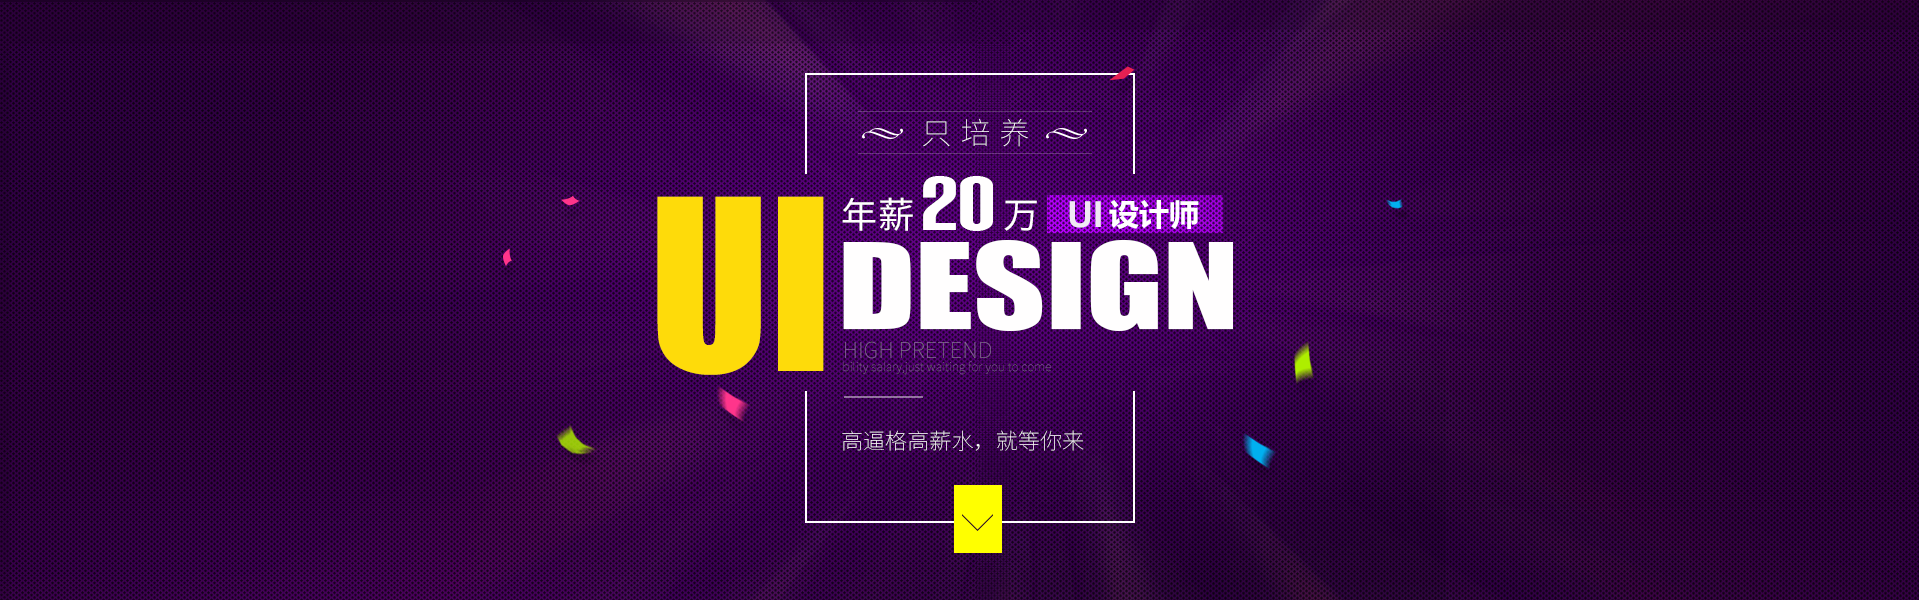 只培养
年薪20万 UI设计师
UI DESIGN
HIGH PRETEND
bility salary,just waiting for you to come
高逼格高薪水，就等你来